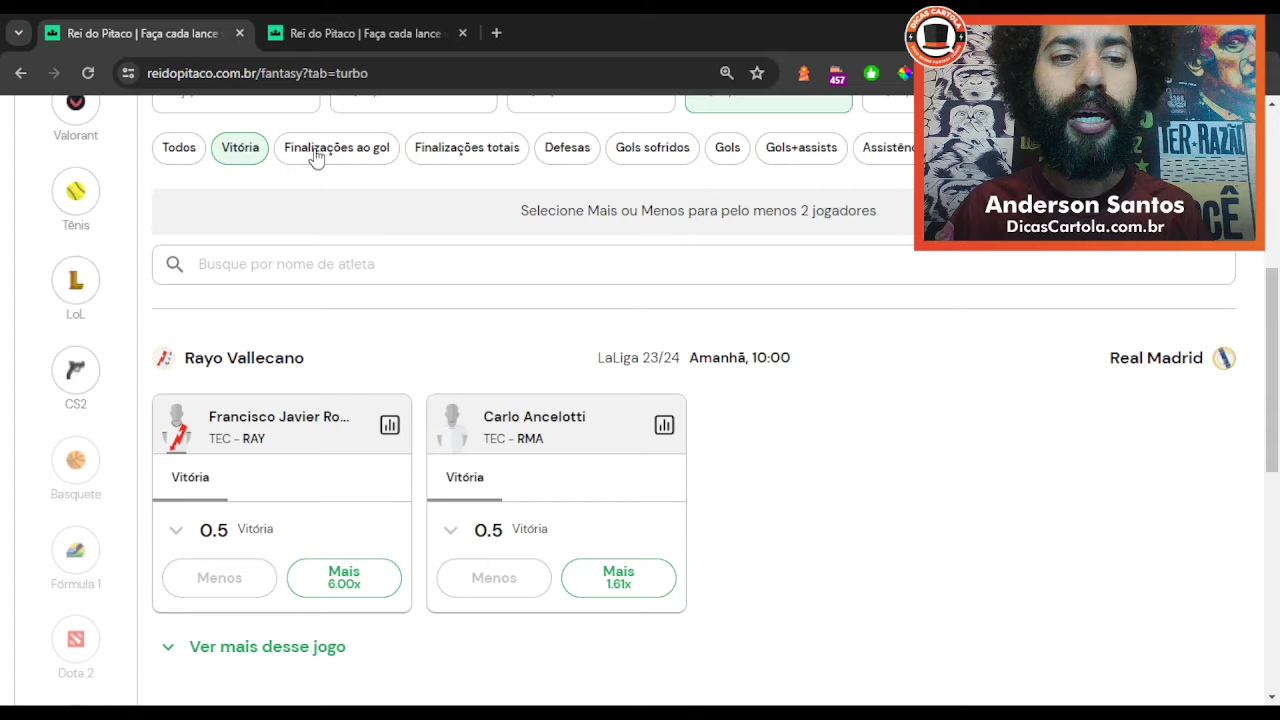 Rei do Pitaco | Faça cada lance
Rei do Pitaco | Faça cada lance
reidopitaco.com.br/fantasy?tab=turbo
457
DICAS CARTOLA
TER RAZÃO
Anderson Santos
DicasCartola.com.br
Valorant
Tênis
LoL
CS2
Basquete
Fórmula 1
Dota 2
Todos
Vitória
Finalizações ao gol
Finalizações totais
Defesas
Gols sofridos
Gols
Gols+assists
Assistênc
Selecione Mais ou Menos para pelo menos 2 jogadores
Busque por nome de atleta
Rayo Vallecano
LaLiga 23/24 Amanhã, 10:00
Real Madrid
Francisco Javier Ro...
TEC - RAY
Vitória
0.5 Vitória
Menos
Mais
6.00x
Carlo Ancelotti
TEC - RMA
Vitória
0.5 Vitória
Menos
Mais
1.61x
Ver mais desse jogo